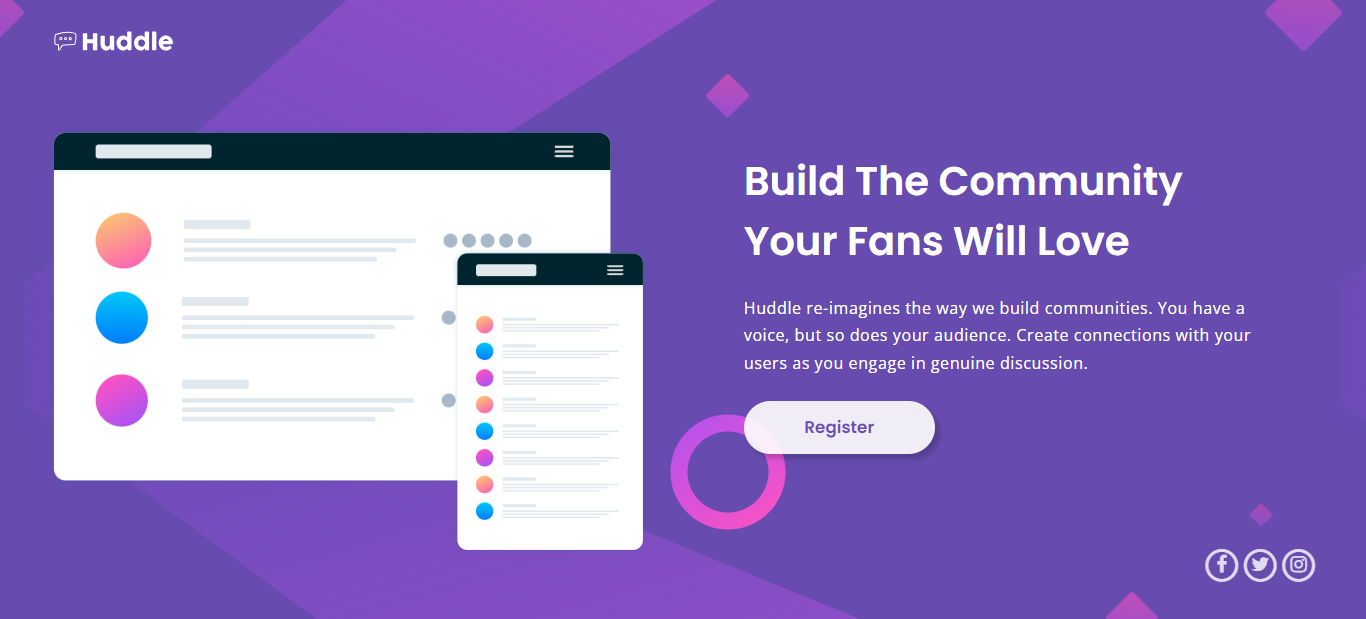 Huddle
Build The Community
Your Fans Will Love
Huddle re-imagines the way we build communities. You have a
voice, but so does your audience. Create connections with your
users as you engage in genuine discussion.
Register